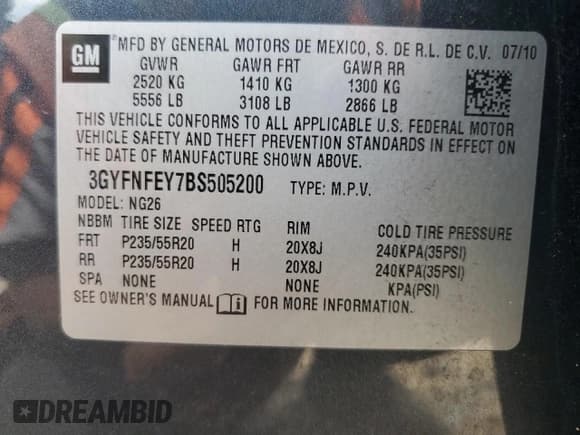 GM MFD BY GENERAL MOTORS DE MEXICO, S. DE R.L. DE C.V. 07/10
GVWR GAWR FRT GAWR RR
2520 KG 1410 KG 1300 KG
5556 LB 3108 LB 2866 LB
THIS VEHICLE CONFORMS TO ALL APPLICABLE U.S. FEDERAL MOTOR
VEHICLE SAFETY AND THEFT PREVENTION STANDARDS IN EFFECT ON
THE DATE OF MANUFACTURE SHOWN ABOVE.
3GYFNFEY7BS505200 TYPE: M.P.V.
MODEL: NG26
NBBM TIRE SIZE SPEED RTG RIM COLD TIRE PRESSURE
FRT P235/55R20 H 20X8J 240KPA(35PSI)
RR P235/55R20 H 20X8J 240KPA(35PSI)
SPA NONE NONE KPA(PSI)
SEE OWNER'S MANUAL i FOR MORE INFORMATION.
DREAMBID